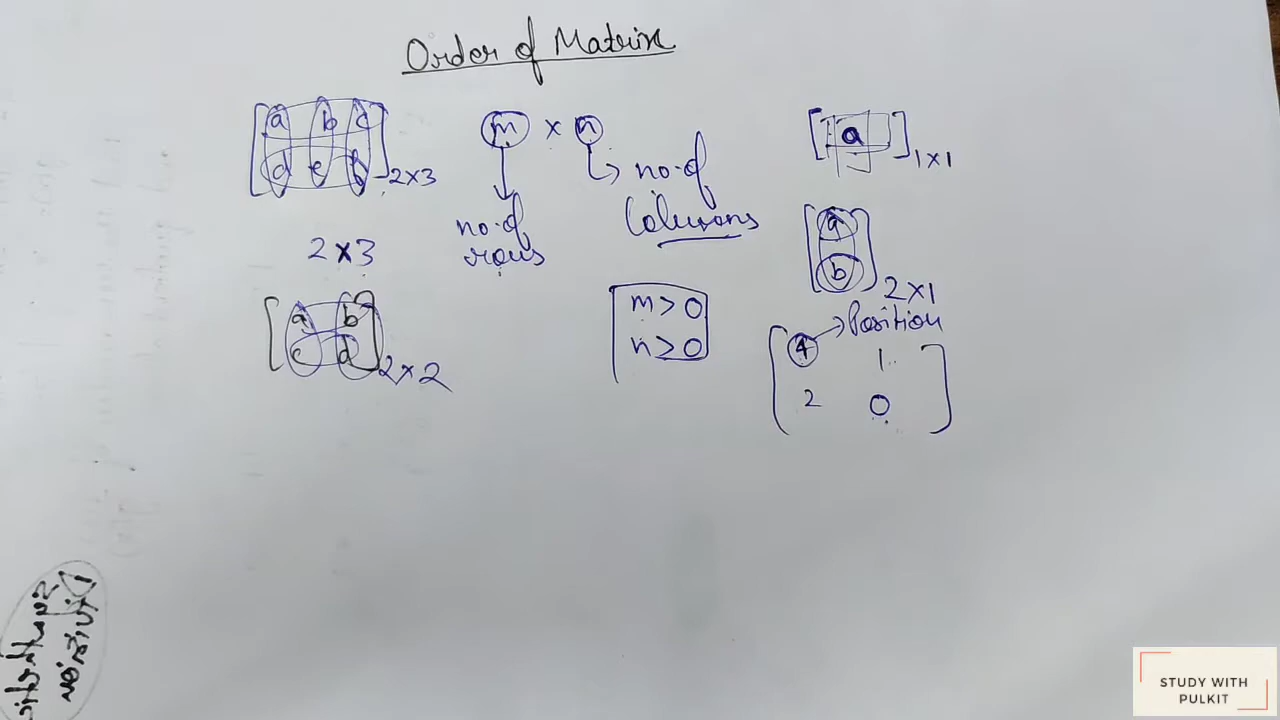 Order of Matrix
[a b c
d e f] 2×3
m × n
no. of rows
no. of Columns
2×3
[a b
c d] 2×2
m>0
n>0
[a] 1×1
[a
b] 2×1
Position
[4 1
2 0]
STUDY WITH
PULKIT